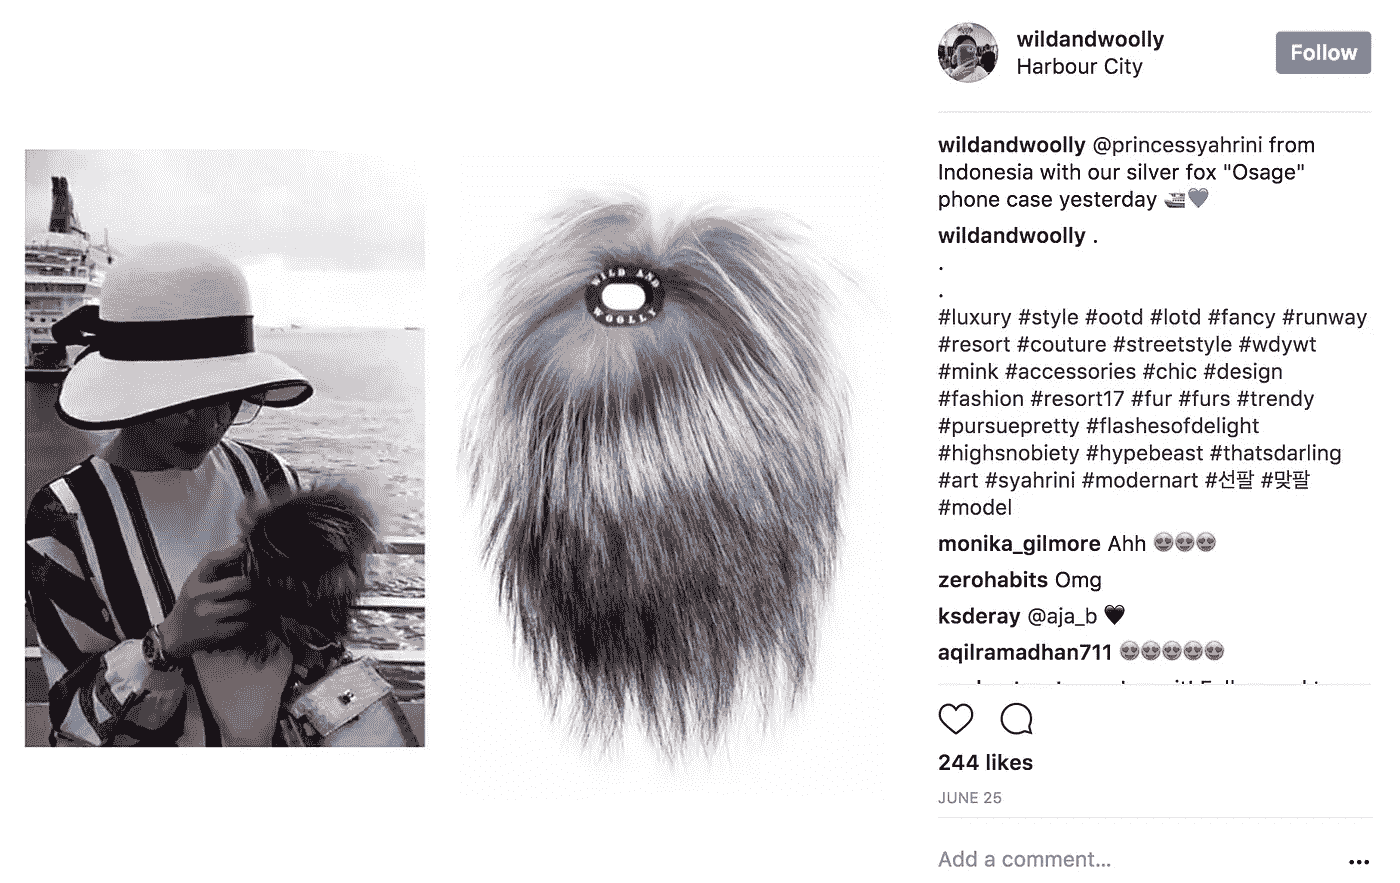 WILD AND
WOOLLY
wildandwoolly
Harbour City
Follow
wildandwoolly @princessyahrini from
Indonesia with our silver fox "Osage"
phone case yesterday 🛥️💜
wildandwoolly .
.
.
#luxury #style #ootd #lotd #fancy #runway
#resort #couture #streetstyle #wdywt
#mink #accessories #chic #design
#fashion #resort17 #fur #furs #trendy
#pursuepretty #flashesofdelight
#highsnobiety #hypebeast #thatsdarling
#art #syahrini #modernart #선팔 #맞팔
#model
monika_gilmore Ahh 😍😍😍
zerohabits Omg
ksderay @aja_b 🖤
aqilramadhan711 😍😍😍😍😍
244 likes
JUNE 25
Add a comment...